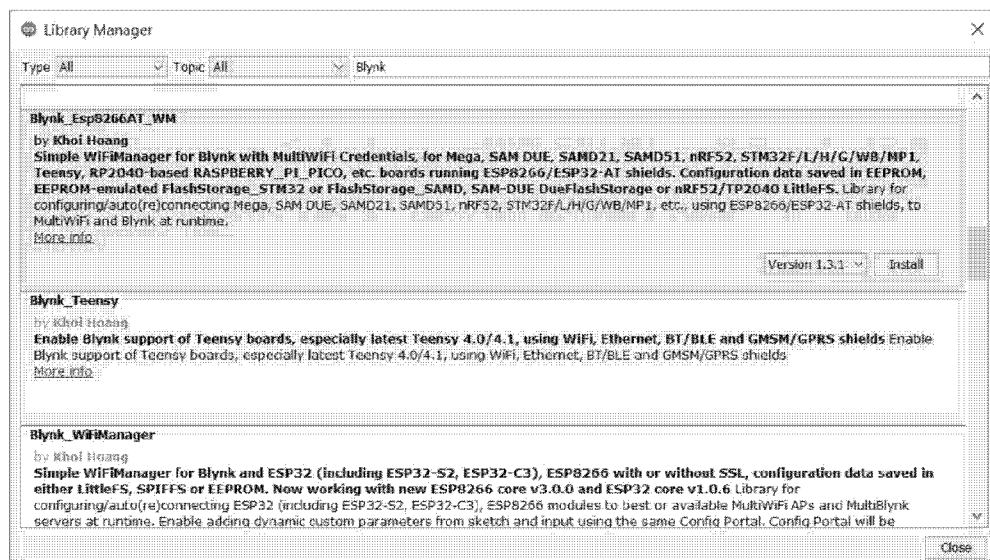 Library Manager
Type All Topic All Blynk
Blynk_Esp8266AT_WM
by Khoi Hoang
Simple WiFiManager for Blynk with MultiWiFi Credentials, for Mega, SAM DUE, SAMD21, SAMD51, nRF52, STM32F/L/H/G/WB/MP1,
Teensy, RP2040-based RASPBERRY_PI_PICO, etc. boards running ESP8266/ESP32-AT shields. Configuration data saved in EEPROM,
EEPROM-emulated FlashStorage_STM32 or FlashStorage_SAMD, SAM-DUE DueFlashStorage or nRF52/TP2040 LittleFS. Library for
configuring/auto(re)connecting Mega, SAM DUE, SAMD21, SAMD51, nRF52, STM32F/L/H/G/WB/MP1, etc., using ESP8266/ESP32-AT shields, to
MultiWiFi and Blynk at runtime.
More info
Version 1.3.1 Install
Blynk_Teensy
by Khoi Hoang
Enable Blynk support of Teensy boards, especially latest Teensy 4.0/4.1, using WiFi, Ethernet, BT/BLE and GMSM/GPRS shields Enable
Blynk support of Teensy boards, especially latest Teensy 4.0/4.1, using WiFi, Ethernet, BT/BLE and GMSM/GPRS shields
More info
Blynk_WiFiManager
by Khoi Hoang
Simple WiFiManager for Blynk and ESP32 (including ESP32-S2, ESP32-C3), ESP8266 with or without SSL, configuration data saved in
either LittleFS, SPIFFS or EEPROM. Now working with new ESP8266 core v3.0.0 and ESP32 core v1.0.6 Library for
configuring/auto(re)connecting ESP32 (including ESP32-S2, ESP32-C3), ESP8266 modules to best or available MultiWiFi APs and MultiBlynk
servers at runtime. Enable adding dynamic custom parameters from sketch and input using the same Config Portal. Config Portal will be
Close